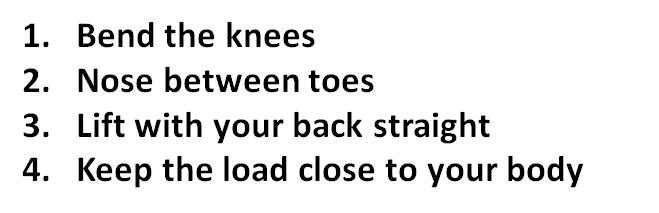 1. Bend the knees
2. Nose between toes
3. Lift with your back straight
4. Keep the load close to your body